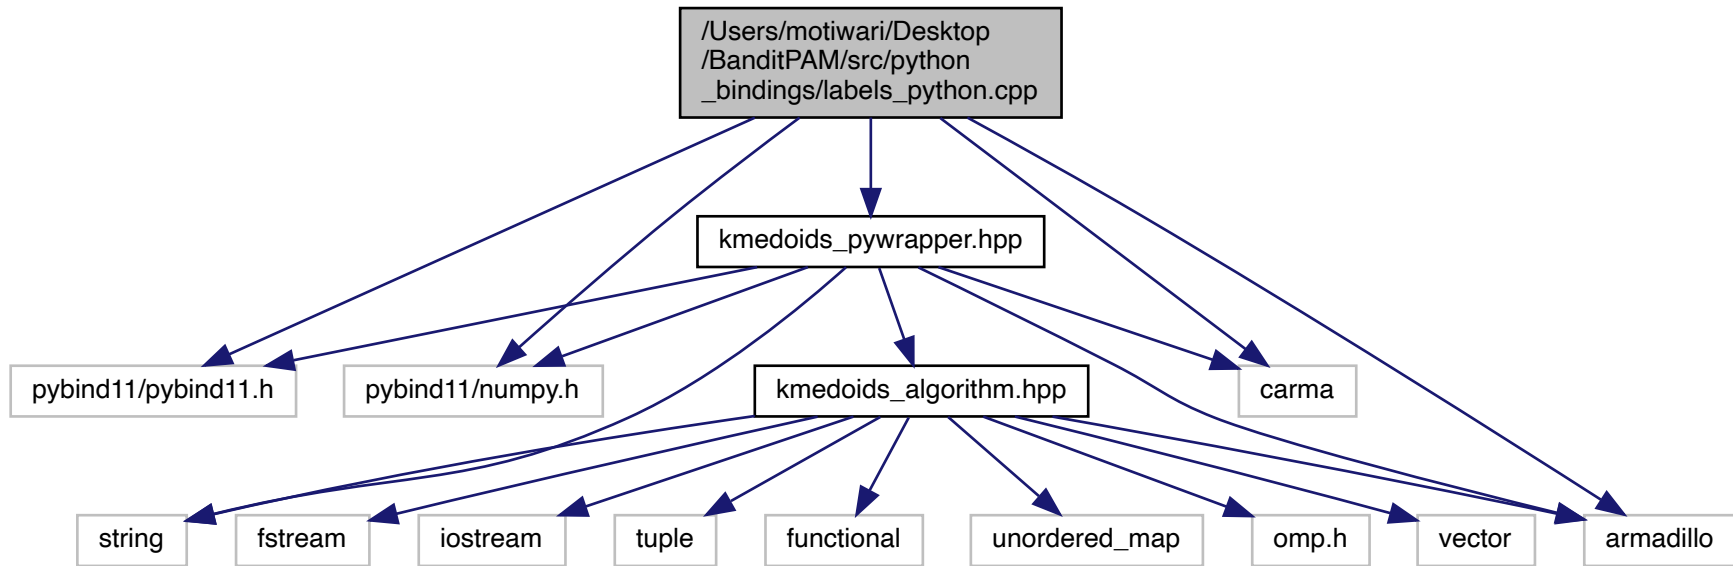 /Users/motiwari/Desktop
/BanditPAM/src/python
_bindings/labels_python.cpp
kmedoids_pywrapper.hpp
pybind11/pybind11.h
pybind11/numpy.h
kmedoids_algorithm.hpp
carma
string
fstream
iostream
tuple
functional
unordered_map
omp.h
vector
armadillo